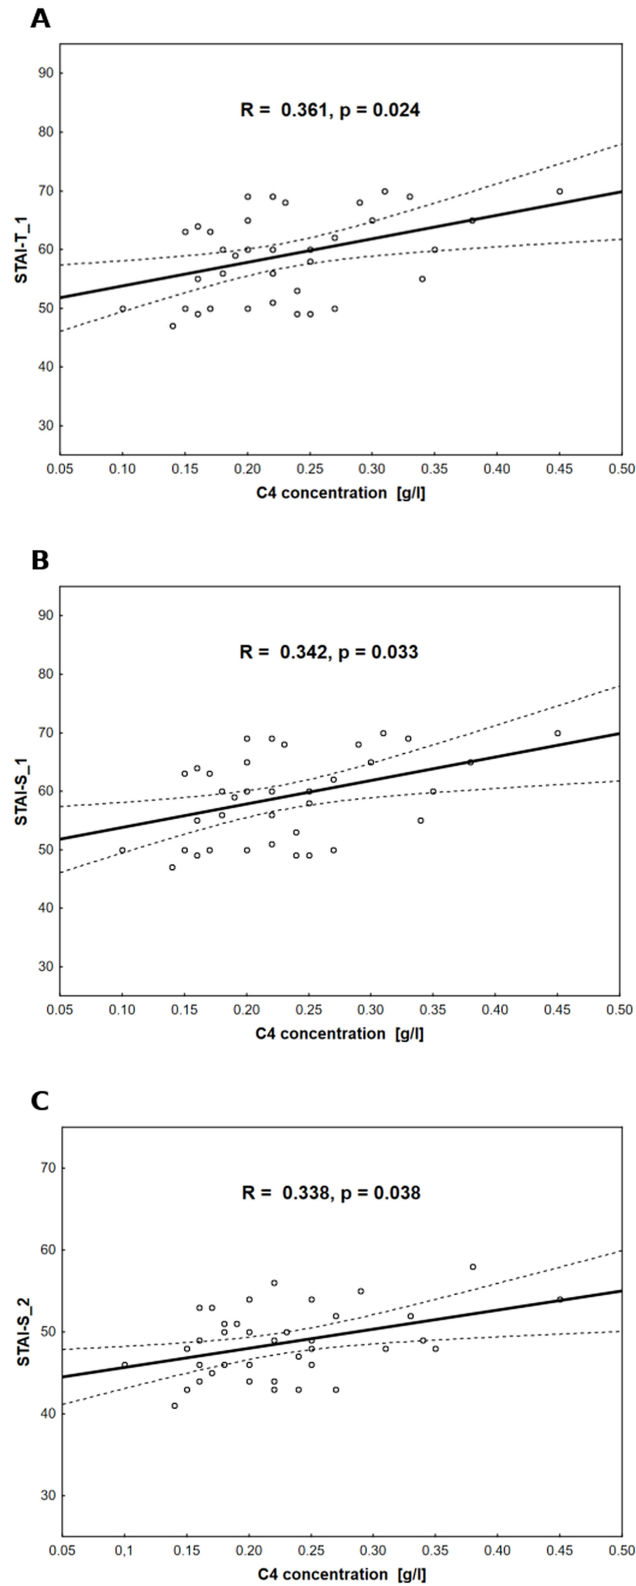 A
R = 0.361, p = 0.024
STAI-T_1
90
80
70
60
50
40
30
0.05 0.10 0.15 0.20 0.25 0.30 0.35 0.40 0.45 0.50
C4 concentration [g/l]
B
R = 0.342, p = 0.033
STAI-S_1
90
80
70
60
50
40
30
0.05 0.10 0.15 0.20 0.25 0.30 0.35 0.40 0.45 0.50
C4 concentration [g/l]
C
R = 0.338, p = 0.038
STAI-S_2
70
60
50
40
30
0.05 0,1 0.15 0.20 0.25 0.30 0.35 0.40 0.45 0.50
C4 concentration [g/l]